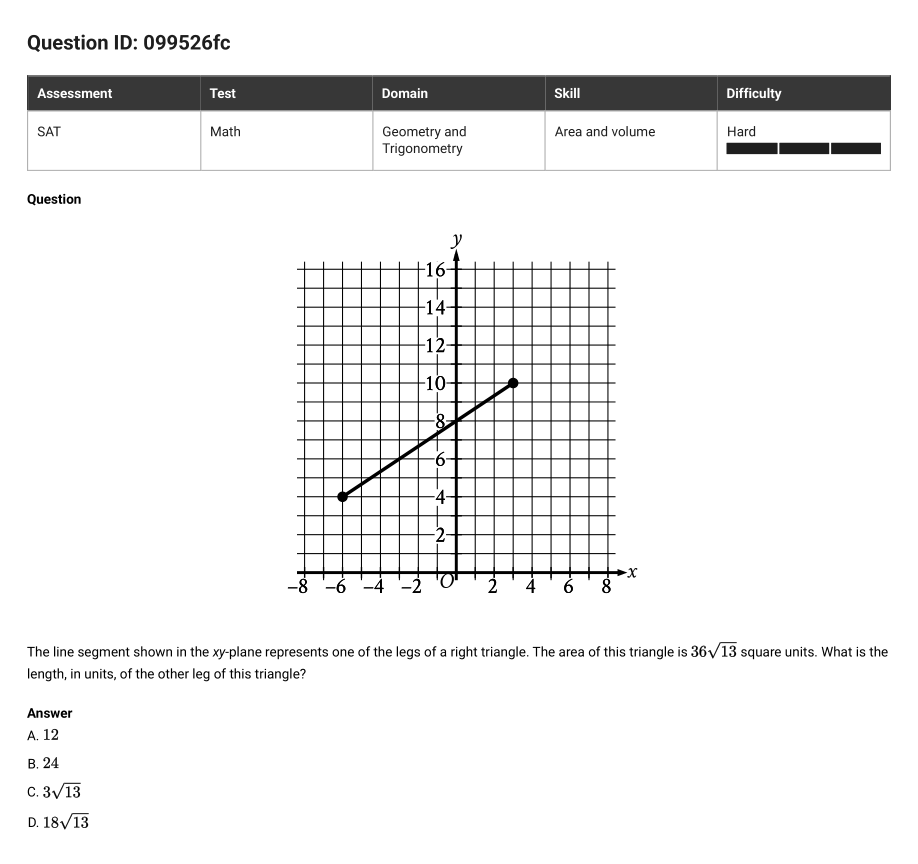 Question ID: 099526fc
Assessment Test Domain Skill Difficulty
SAT Math Geometry and Trigonometry Area and volume Hard
Question
y
16
14
12
10
8
6
4
2
−8 −6 −4 −2 O 2 4 6 8 x
The line segment shown in the xy-plane represents one of the legs of a right triangle. The area of this triangle is 36√13 square units. What is the
length, in units, of the other leg of this triangle?
Answer
A. 12
B. 24
C. 3√13
D. 18√13